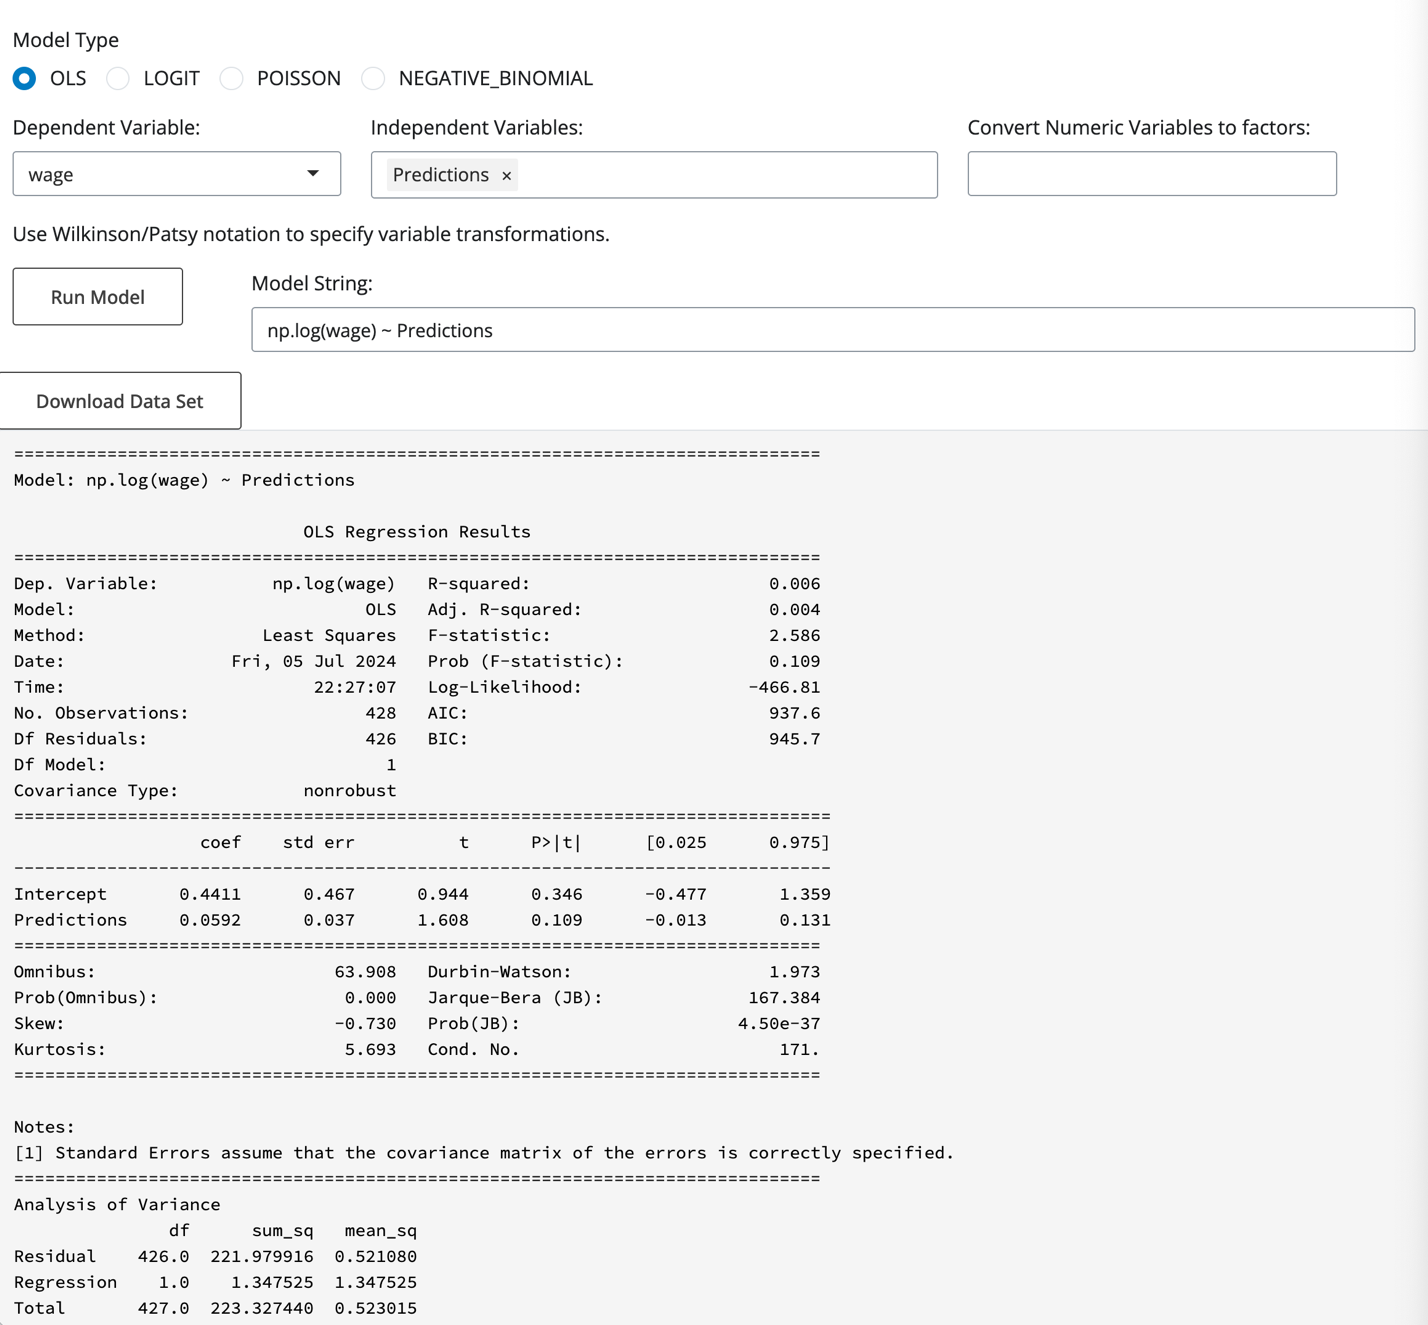 Model Type
OLS LOGIT POISSON NEGATIVE_BINOMIAL
Dependent Variable: Independent Variables: Convert Numeric Variables to factors:
wage Predictions ×
Use Wilkinson/Patsy notation to specify variable transformations.
Run Model Model String:
np.log(wage) ~ Predictions
Download Data Set
==============================================================================
Model: np.log(wage) ~ Predictions
OLS Regression Results
==============================================================================
Dep. Variable: np.log(wage) R-squared: 0.006
Model: OLS Adj. R-squared: 0.004
Method: Least Squares F-statistic: 2.586
Date: Fri, 05 Jul 2024 Prob (F-statistic): 0.109
Time: 22:27:07 Log-Likelihood: -466.81
No. Observations: 428 AIC: 937.6
Df Residuals: 426 BIC: 945.7
Df Model: 1
Covariance Type: nonrobust
===============================================================================
coef std err t P>|t| [0.025 0.975]
-------------------------------------------------------------------------------
Intercept 0.4411 0.467 0.944 0.346 -0.477 1.359
Predictions 0.0592 0.037 1.608 0.109 -0.013 0.131
==============================================================================
Omnibus: 63.908 Durbin-Watson: 1.973
Prob(Omnibus): 0.000 Jarque-Bera (JB): 167.384
Skew: -0.730 Prob(JB): 4.50e-37
Kurtosis: 5.693 Cond. No. 171.
==============================================================================
Notes:
[1] Standard Errors assume that the covariance matrix of the errors is correctly specified.
==============================================================================
Analysis of Variance
df sum_sq mean_sq
Residual 426.0 221.979916 0.521080
Regression 1.0 1.347525 1.347525
Total 427.0 223.327440 0.523015